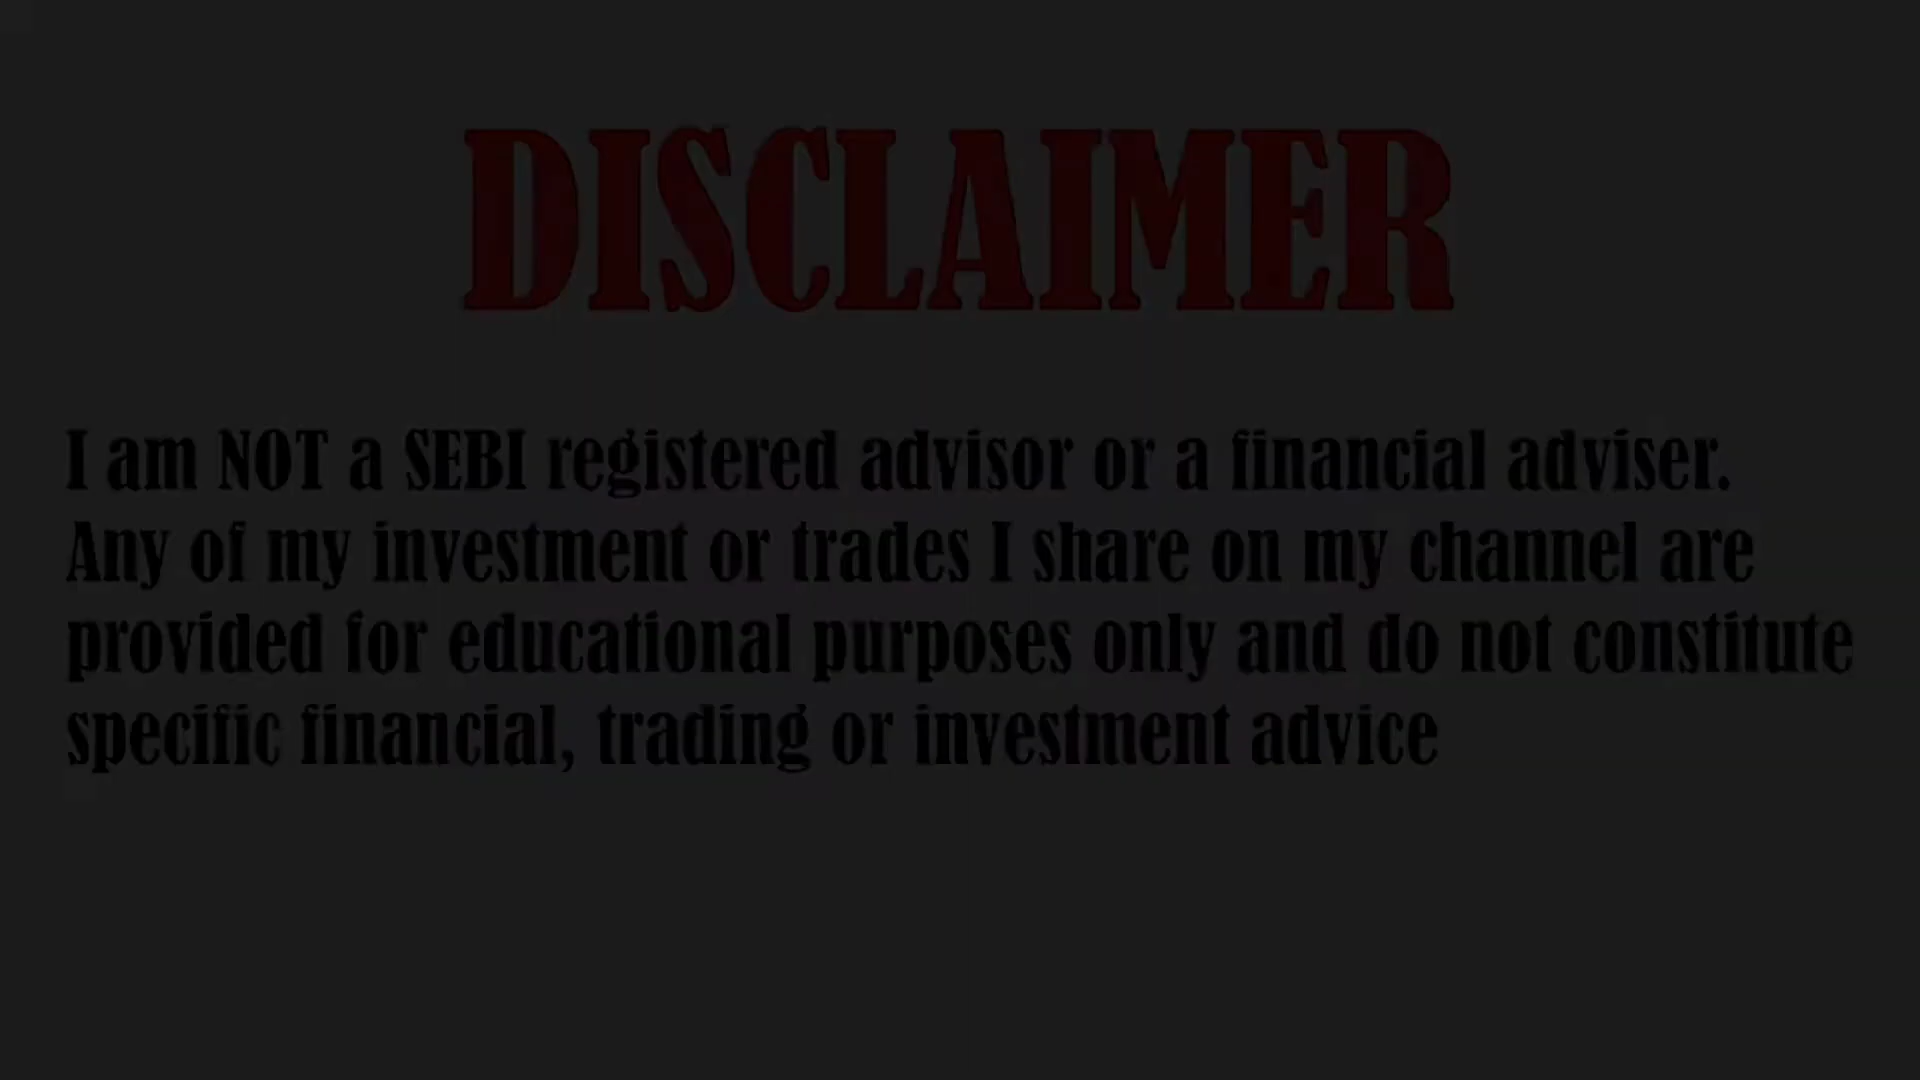 DISCLAIMER
I am NOT a SEBI registered advisor or a financial adviser.
Any of my investment or trades I share on my channel are
provided for educational purposes only and do not constitute
specific financial, trading or investment advice